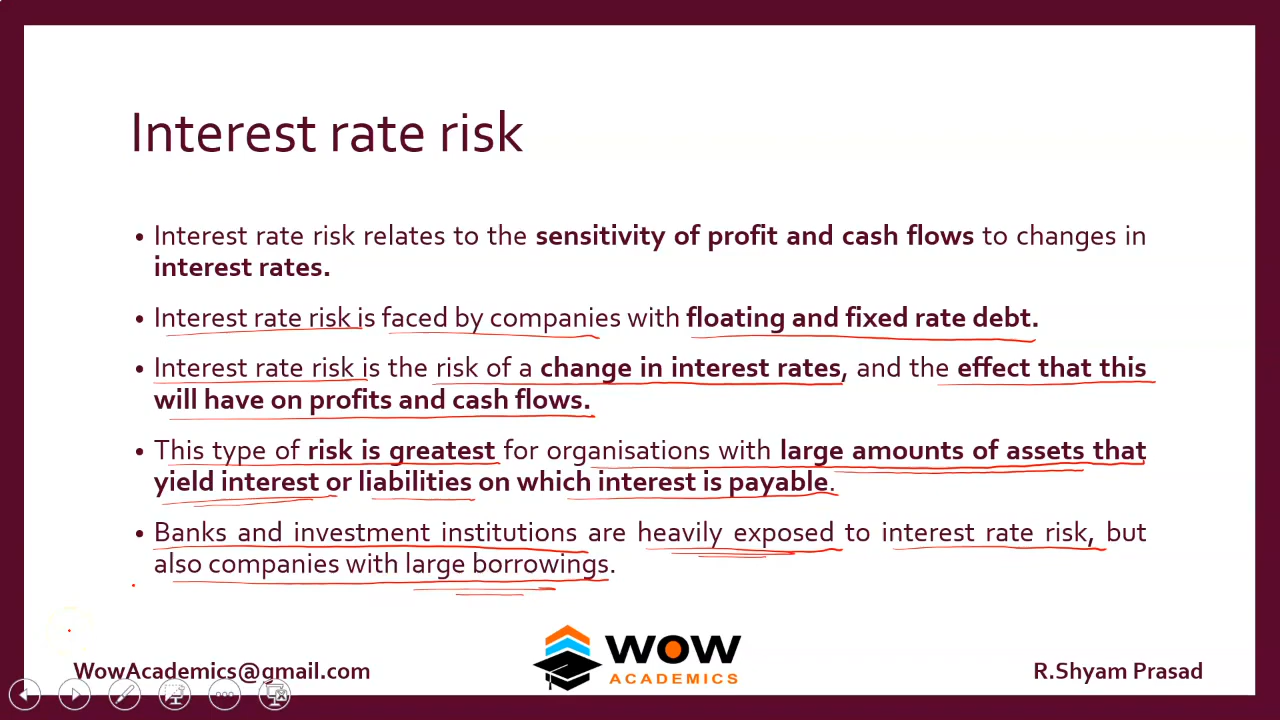 Interest rate risk
• Interest rate risk relates to the sensitivity of profit and cash flows to changes in
interest rates.
• Interest rate risk is faced by companies with floating and fixed rate debt.
• Interest rate risk is the risk of a change in interest rates, and the effect that this
will have on profits and cash flows.
• This type of risk is greatest for organisations with large amounts of assets that
yield interest or liabilities on which interest is payable.
• Banks and investment institutions are heavily exposed to interest rate risk, but
also companies with large borrowings.
WowAcademics@gmail.com
WOW
ACADEMICS
R.Shyam Prasad